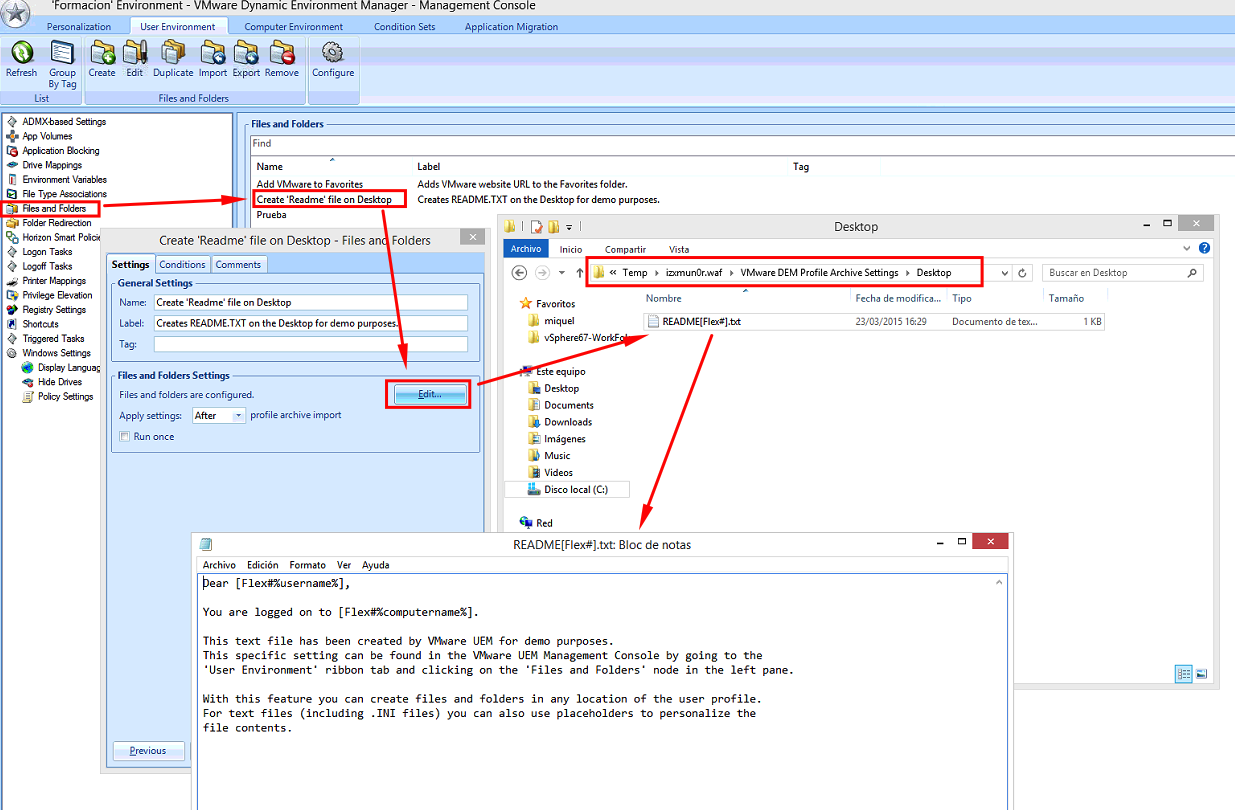 'Formacion' Environment - VMware Dynamic Environment Manager - Management Console
Personalization User Environment Computer Environment Condition Sets Application Migration
Refresh Group By Tag Create Edit Duplicate Import Export Remove Configure
List Files and Folders
ADMX-based Settings
App Volumes
Application Blocking
Drive Mappings
Environment Variables
File Type Associations
Files and Folders
Folder Redirection
Horizon Smart Policie
Logon Tasks
Logoff Tasks
Printer Mappings
Privilege Elevation
Registry Settings
Shortcuts
Triggered Tasks
Windows Settings
Display Languag
Hide Drives
Policy Settings
Files and Folders
Find
Name Label Tag
Add VMware to Favorites Adds VMware website URL to the Favorites folder.
Create 'Readme' file on Desktop Creates README.TXT on the Desktop for demo purposes.
Prueba
Create 'Readme' file on Desktop - Files and Folders
Settings Conditions Comments
General Settings
Name: Create 'Readme' file on Desktop
Label: Creates README.TXT on the Desktop for demo purposes.
Tag:
Files and Folders Settings
Files and folders are configured. Edit...
Apply settings: After profile archive import
Run once
Previous
Desktop
Archivo Inicio Compartir Vista
« Temp izxmun0r.waf VMware DEM Profile Archive Settings Desktop Buscar en Desktop
Nombre Fecha de modifica... Tipo Tamaño
README[Flex#].txt 23/03/2015 16:29 Documento de tex... 1 KB
Favoritos
miquel
vSphere67-WorkFol
Este equipo
Desktop
Documents
Downloads
Imágenes
Music
Videos
Disco local (C:)
Red
README[Flex#].txt: Bloc de notas
Archivo Edición Formato Ver Ayuda
Dear [Flex#%username%],
You are logged on to [Flex#%computername%].
This text file has been created by VMware UEM for demo purposes.
This specific setting can be found in the VMware UEM Management Console by going to the
'User Environment' ribbon tab and clicking on the 'Files and Folders' node in the left pane.
With this feature you can create files and folders in any location of the user profile.
For text files (including .INI files) you can also use placeholders to personalize the
file contents.